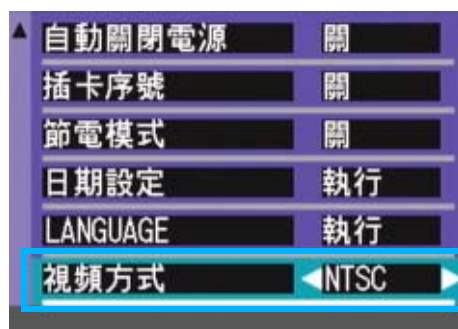 自動關閉電源 關
插卡序號 關
節電模式 關
日期設定 執行
LANGUAGE 執行
視頻方式 NTSC